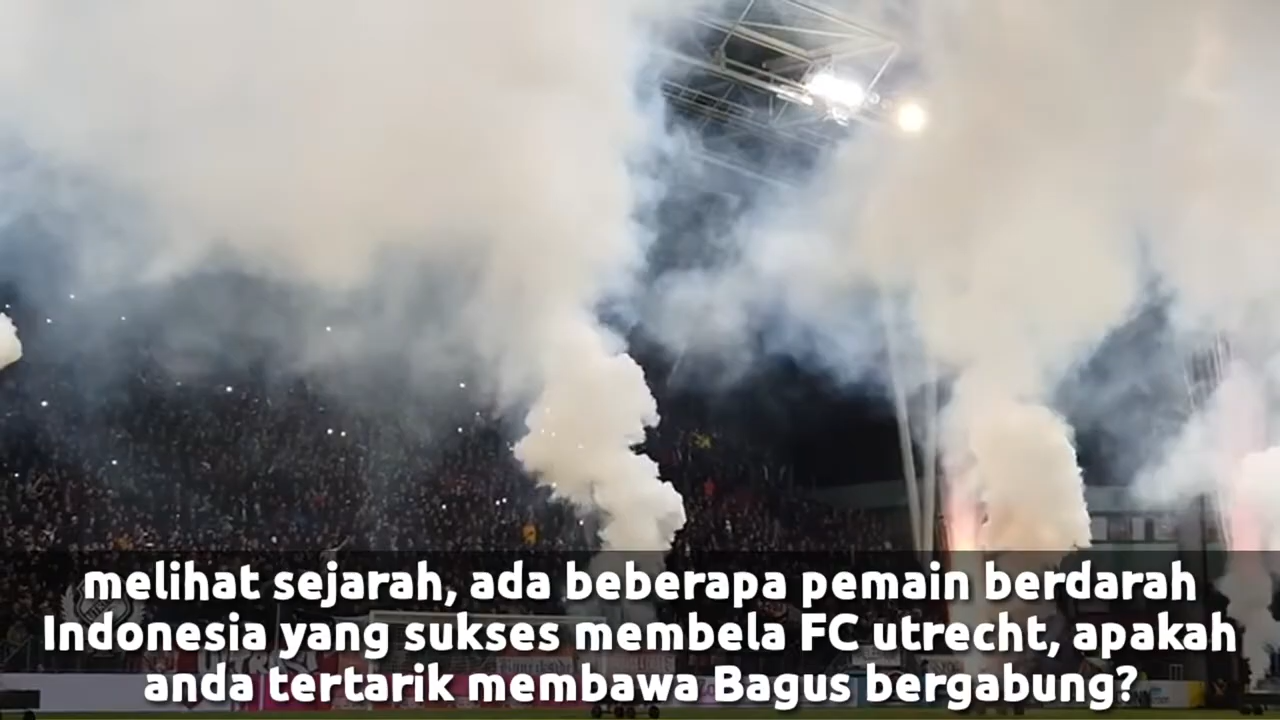 melihat sejarah, ada beberapa pemain berdarah
Indonesia yang sukses membela FC utrecht, apakah
anda tertarik membawa Bagus bergabung?